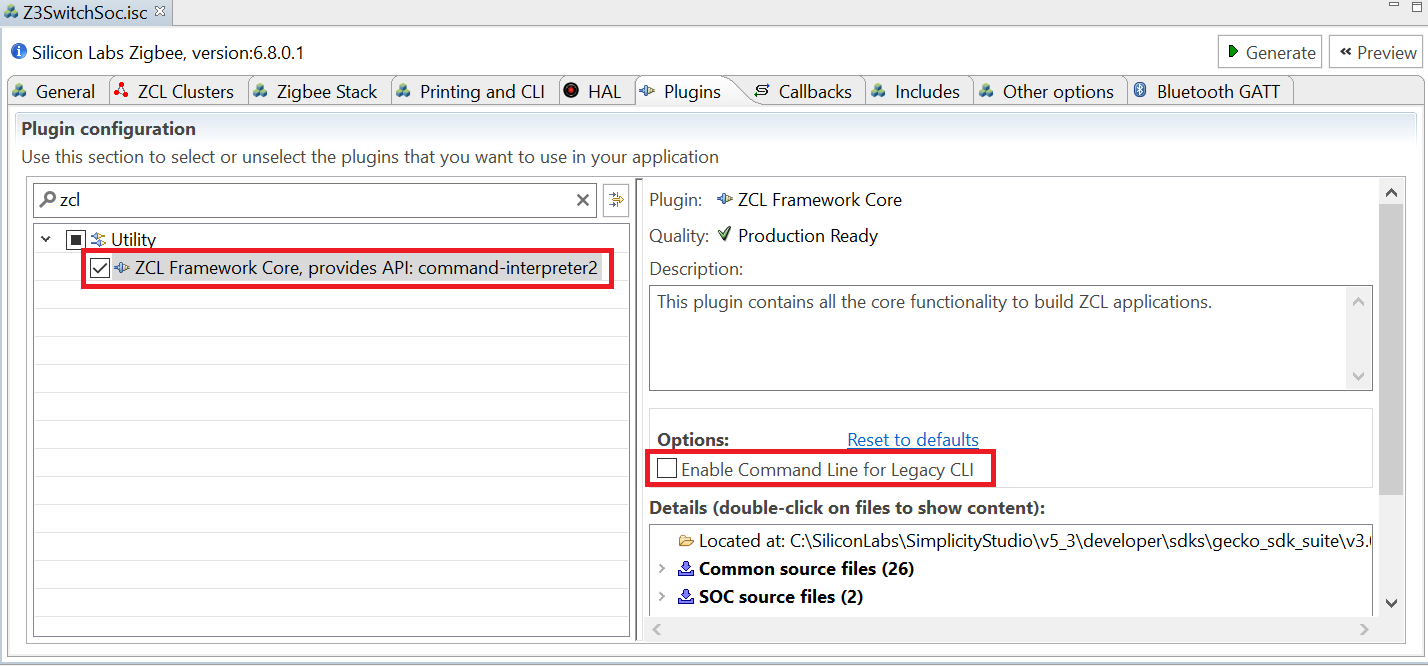 Z3SwitchSoc.isc
Silicon Labs Zigbee, version:6.8.0.1
Generate
Preview
General
ZCL Clusters
Zigbee Stack
Printing and CLI
HAL
Plugins
Callbacks
Includes
Other options
Bluetooth GATT
Plugin configuration
Use this section to select or unselect the plugins that you want to use in your application
zcl
Utility
ZCL Framework Core, provides API: command-interpreter2
Plugin: ZCL Framework Core
Quality: Production Ready
Description:
This plugin contains all the core functionality to build ZCL applications.
Options: Reset to defaults
Enable Command Line for Legacy CLI
Details (double-click on files to show content):
Located at: C:\SiliconLabs\SimplicityStudio\v5_3\developer\sdks\gecko_sdk_suite\v3.
Common source files (26)
SOC source files (2)